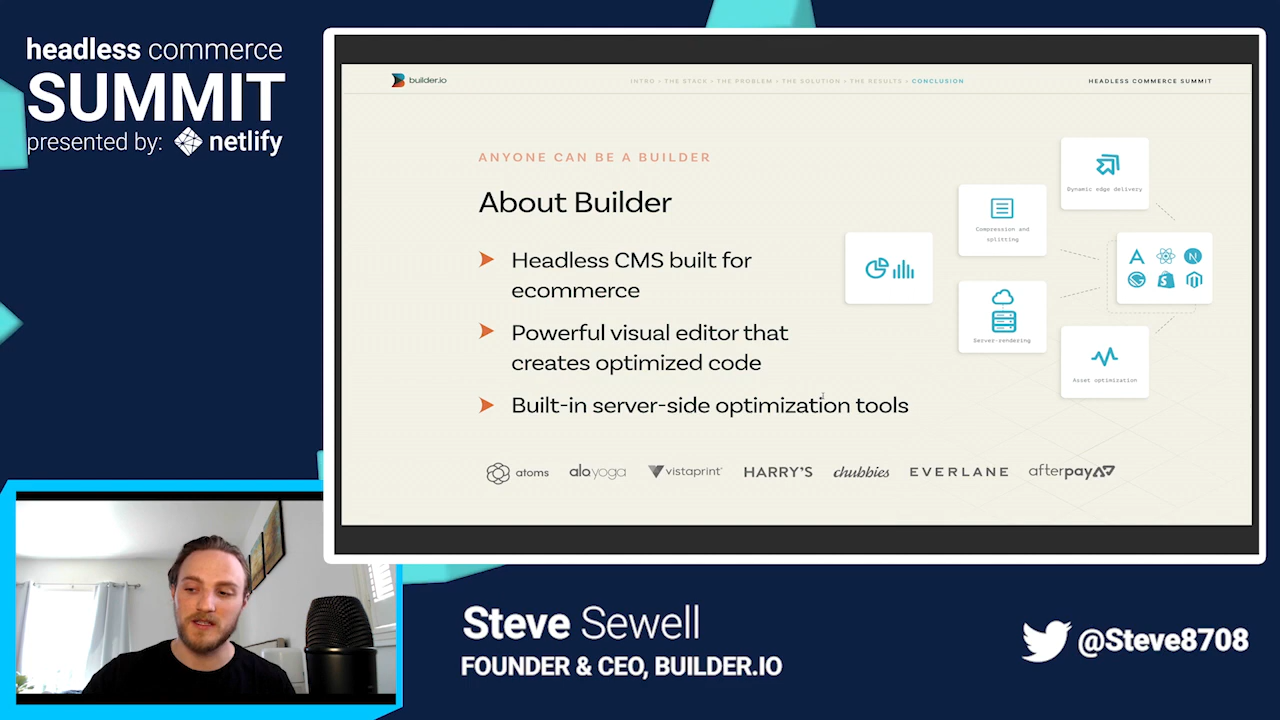 headless commerce
SUMMIT
presented by: netlify
builder.io
INTRO > THE STACK > THE PROBLEM > THE SOLUTION > THE RESULTS > CONCLUSION
HEADLESS COMMERCE SUMMIT
ANYONE CAN BE A BUILDER
About Builder
Headless CMS built for
ecommerce
Powerful visual editor that
creates optimized code
Built-in server-side optimization tools
Dynamic edge delivery
Compression and
splitting
Server-rendering
Asset optimization
atoms
alo yoga
vistaprint
HARRY'S
chubbies
EVERLANE
afterpay
Steve Sewell
FOUNDER & CEO, BUILDER.IO
@Steve8708